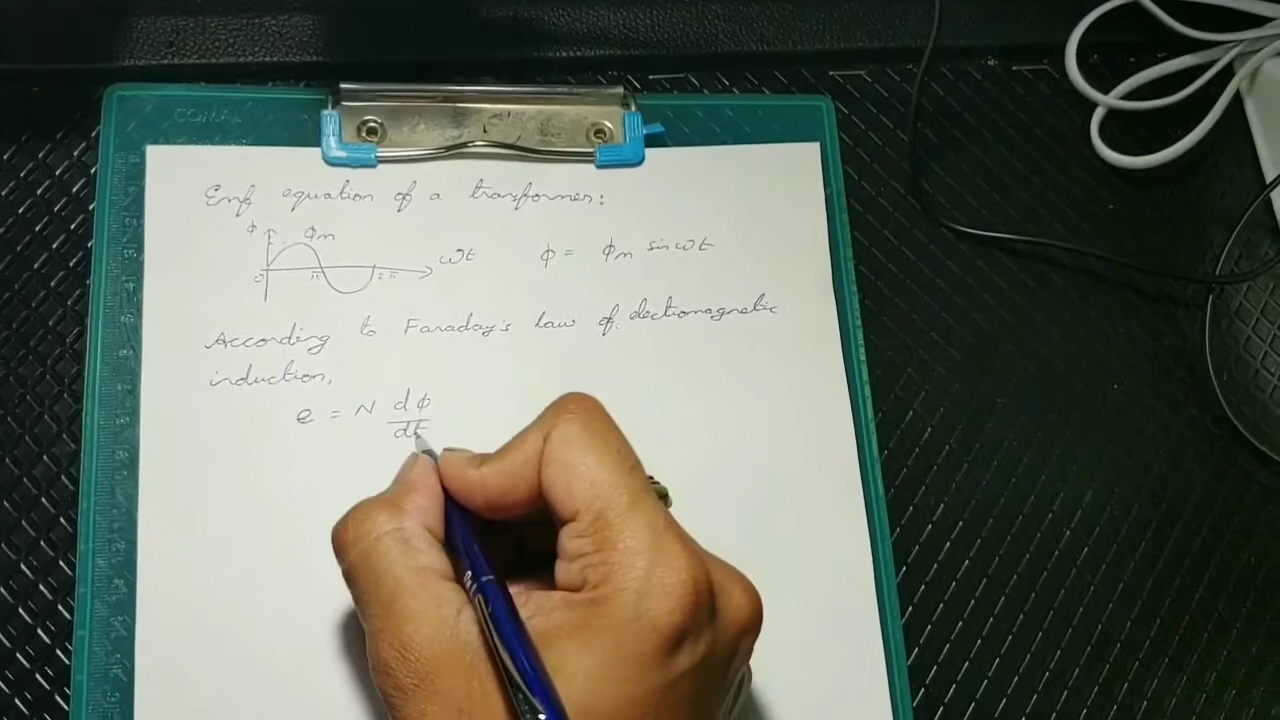 Emf equation of a transformer:
ϕ ϕm
0 π 2π ωt
ϕ = ϕm sin ωt
According to Faraday's law of electromagnetic
induction,
e = N dϕ/dt